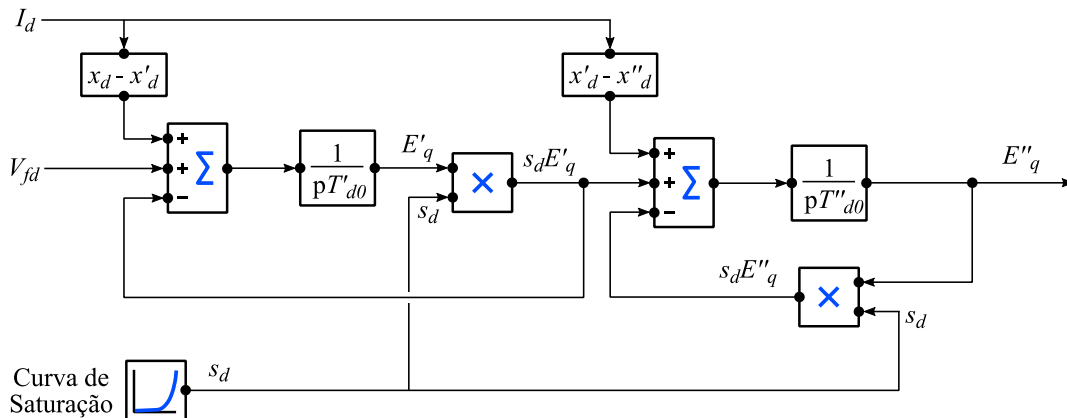 I_d
x_d - x'_d
x'_d - x''_d
+
+
-
Σ
V_fd
1
pT'_d0
E'_q
s_d
×
s_dE'_q
+
+
-
Σ
1
pT''_d0
E''_q
s_dE''_q
×
s_d
Curva de
Saturação
s_d